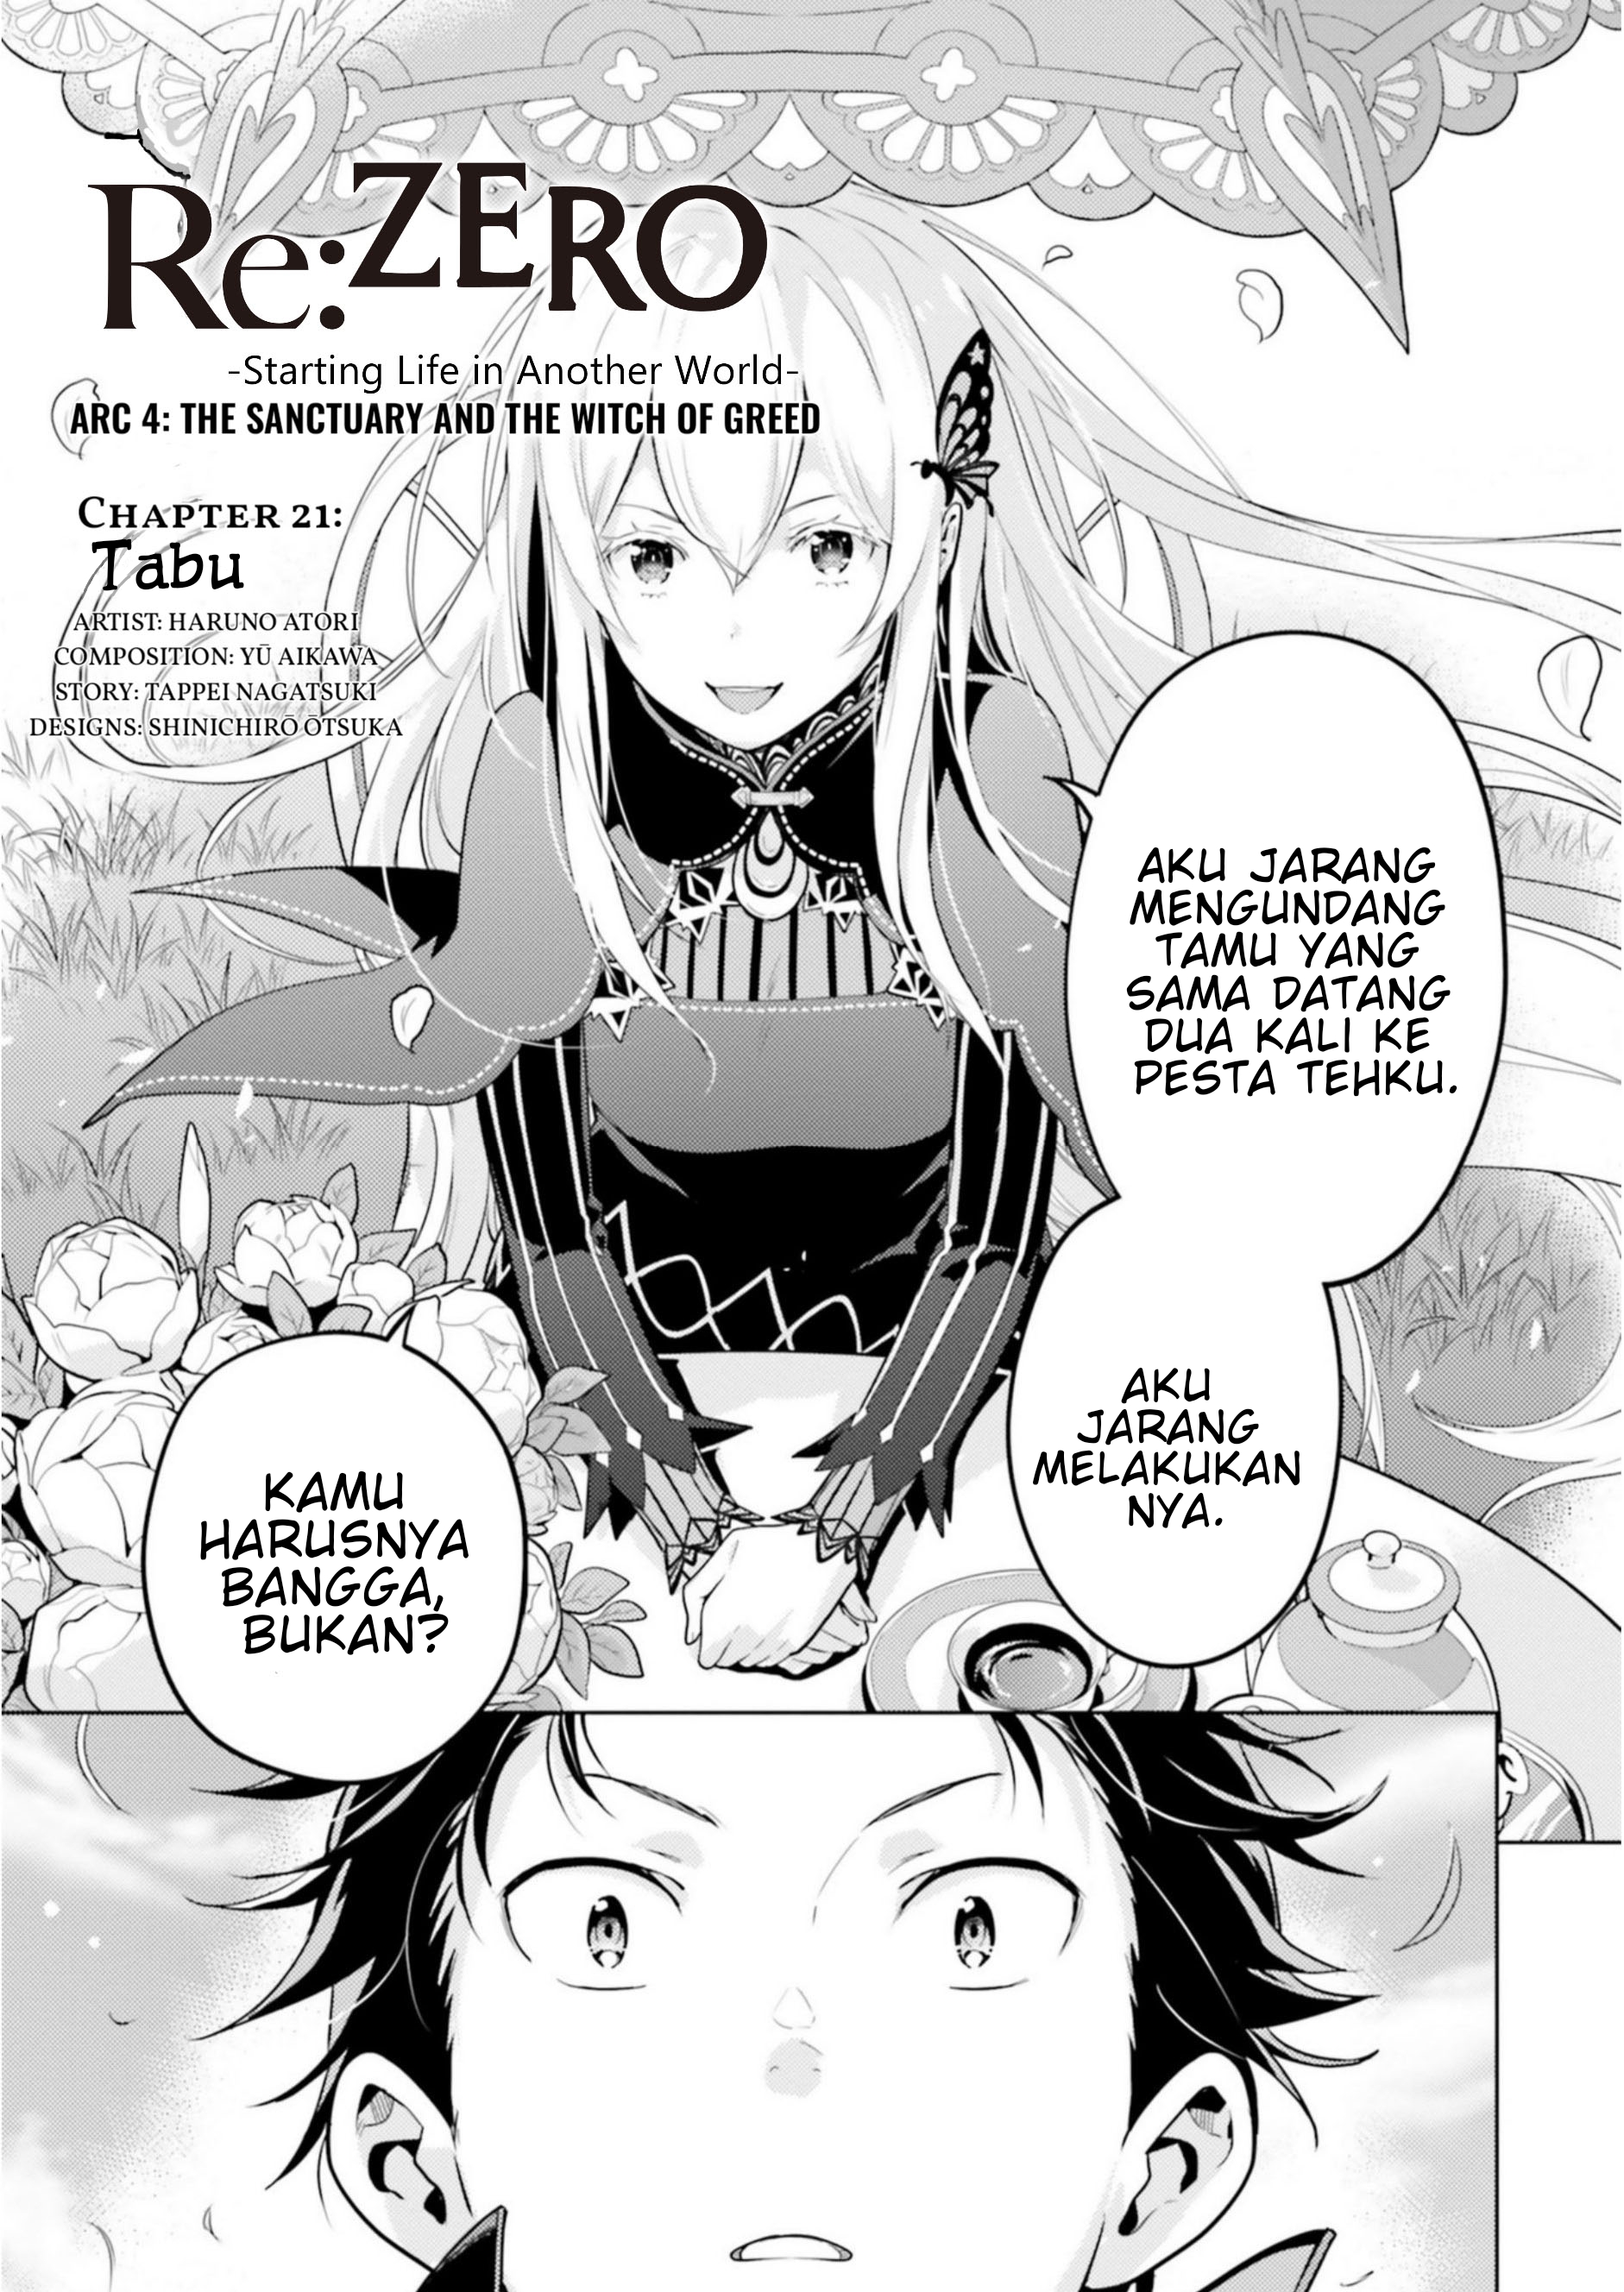 Re:ZERO
-Starting Life in Another World-
ARC 4: THE SANCTUARY AND THE WITCH OF GREED
CHAPTER 21:
Tabu
ARTIST: HARUNO ATORI
COMPOSITION: YŪ AIKAWA
STORY: TAPPEI NAGATSUKI
DESIGNS: SHINICHIRŌ ŌTSUKA
AKU JARANG
MENGUNDANG
TAMU YANG
SAMA DATANG
DUA KALI KE
PESTA TEHKU.
AKU
JARANG
MELAKUKAN
NYA.
KAMU
HARUSNYA
BANGGA,
BUKAN?